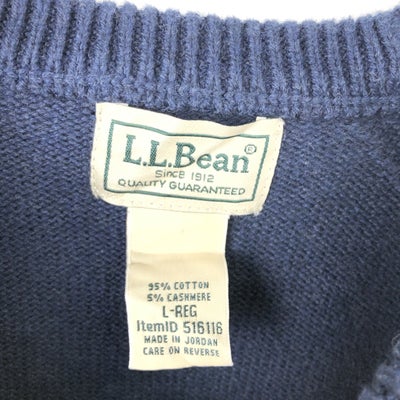 L.L.Bean®
SINCE 1912
QUALITY GUARANTEED
95% COTTON
5% CASHMERE
L-REG
ItemID 516116
MADE IN JORDAN
CARE ON REVERSE